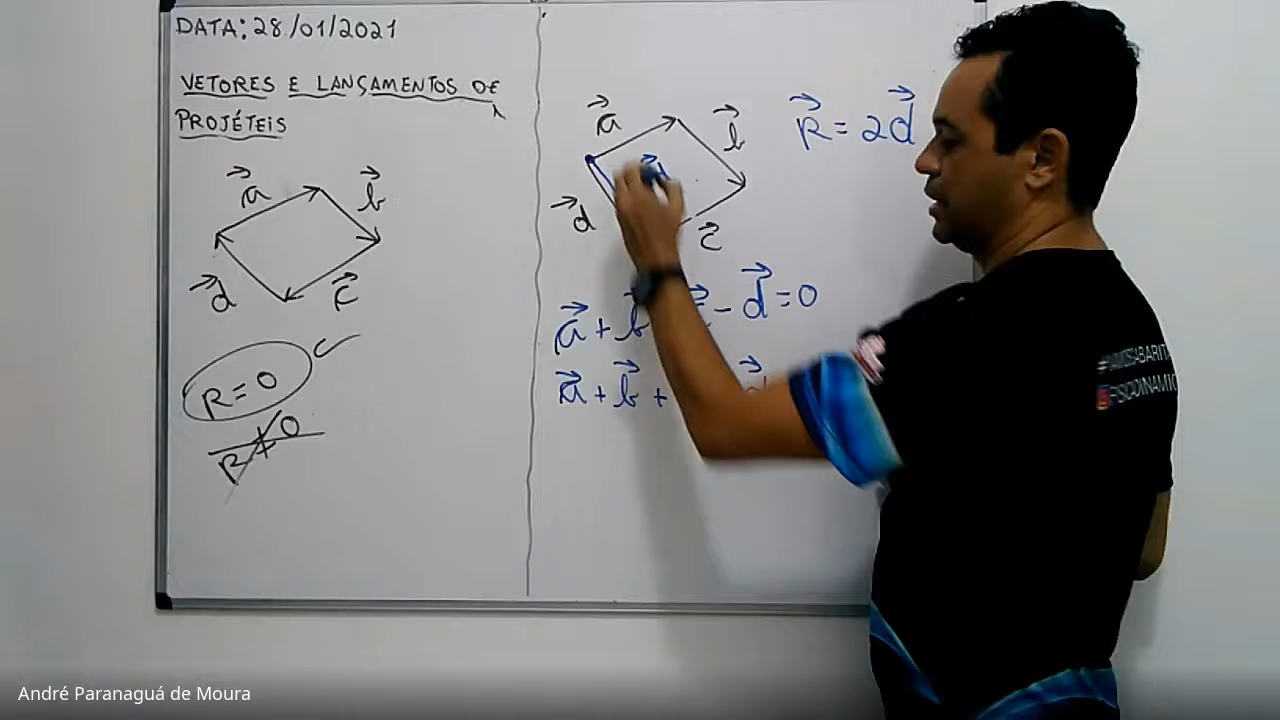 DATA: 28/01/2021
VETORES E LANÇAMENTOS DE
PROJÉTEIS
a
b
d
c
R = 0
R ≠ 0
a
b
d
c
R = 2d
a + b - d = 0
a + b +
André Paranaguá de Moura